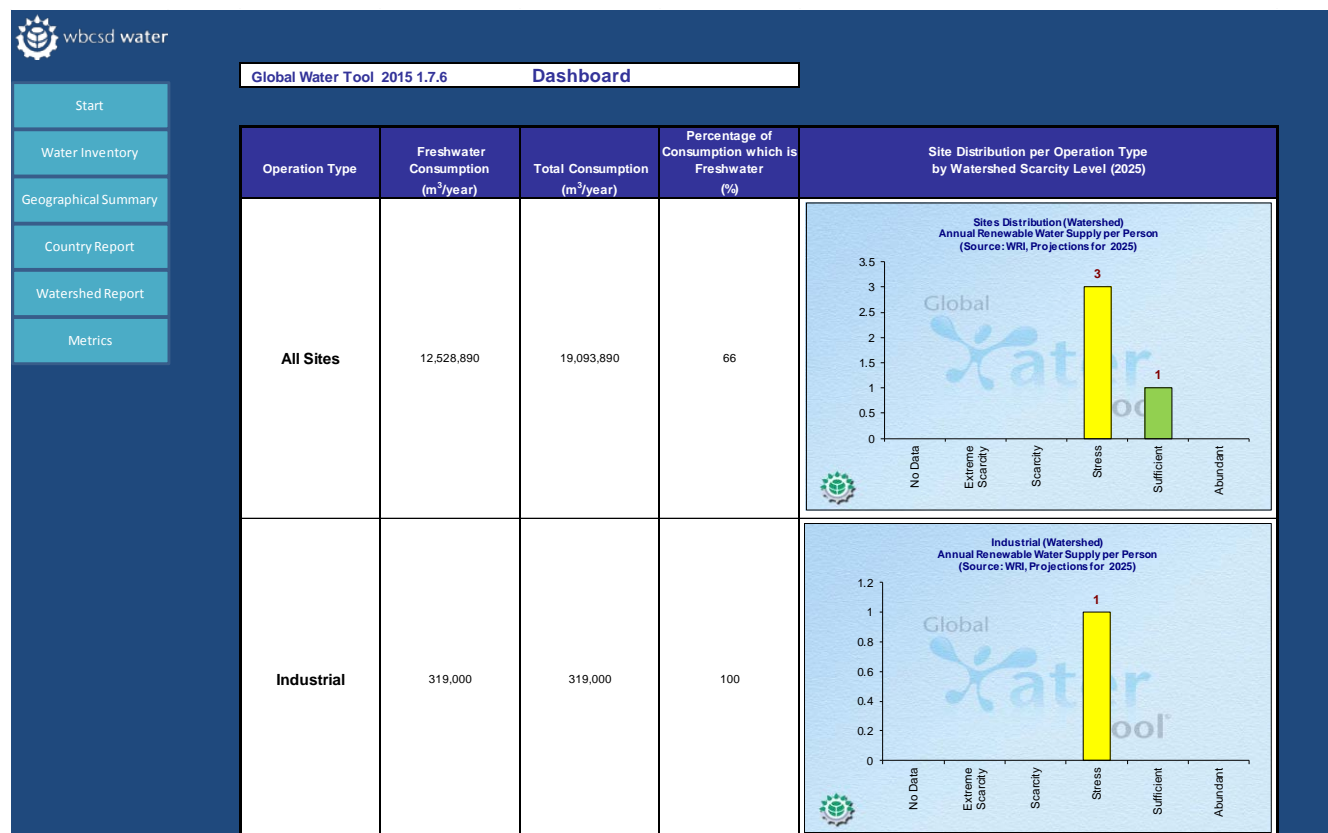 wbcsd water
Global Water Tool 2015 1.7.6 Dashboard
Start
Water Inventory
Geographical Summary
Country Report
Watershed Report
Metrics
Operation Type
Freshwater
Consumption
(m³/year)
Total Consumption
(m³/year)
Percentage of
Consumption which is
Freshwater
(%)
Site Distribution per Operation Type
by Watershed Scarcity Level (2025)
All Sites
12,528,890
19,093,890
66
Sites Distribution (Watershed)
Annual Renewable Water Supply per Person
(Source: WRI, Projections for 2025)
3.5
3
2.5
2
1.5
1
0.5
0
3
1
Global
ater
ool
No Data
Extreme
Scarcity
Scarcity
Stress
Sufficient
Abundant
Industrial
319,000
319,000
100
Industrial (Watershed)
Annual Renewable Water Supply per Person
(Source: WRI, Projections for 2025)
1.2
1
0.8
0.6
0.4
0.2
0
1
Global
ater
ool
No Data
Extreme
Scarcity
Scarcity
Stress
Sufficient
Abundant